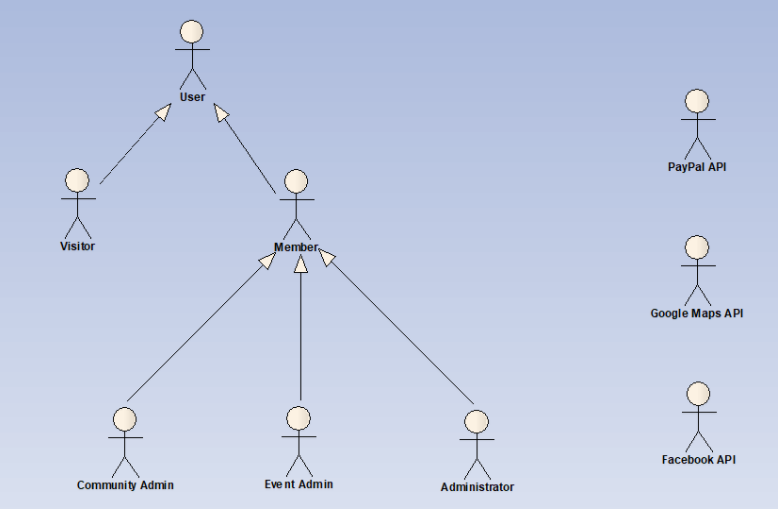 User
PayPal API
Visitor
Member
Google Maps API
Community Admin
Event Admin
Administrator
Facebook API